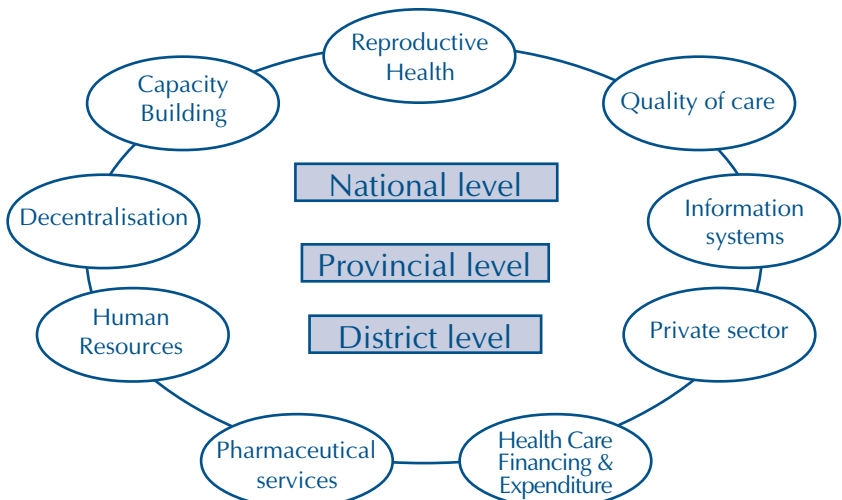 Reproductive
Health
Capacity
Building
Quality of care
National level
Decentralisation
Information
systems
Provincial level
Human
Resources
District level
Private sector
Pharmaceutical
services
Health Care
Financing &
Expenditure